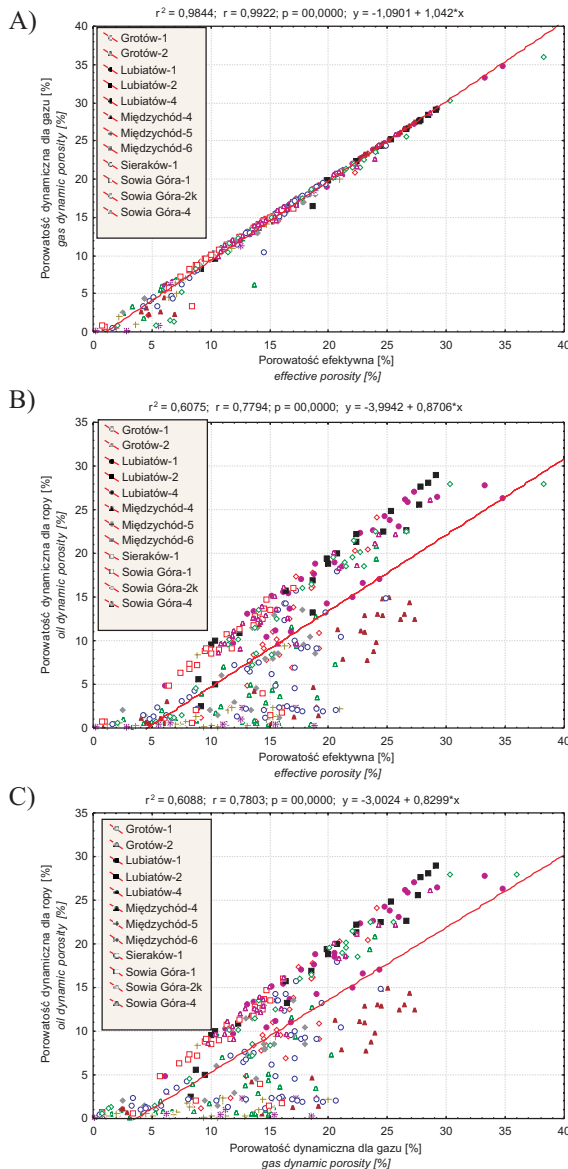 A)
r² = 0,9844; r = 0,9922; p = 00,0000; y = -1,0901 + 1,042*x
Porowatość dynamiczna dla gazu [%]
gas dynamic porosity [%]
40
35
30
25
20
15
10
5
0
Grotów-1
Grotów-2
Lubiatów-1
Lubiatów-2
Lubiatów-4
Międzychód-4
Międzychód-5
Międzychód-6
Sieraków-1
Sowia Góra-1
Sowia Góra-2k
Sowia Góra-4
0 5 10 15 20 25 30 35 40
Porowatość efektywna [%]
effective porosity [%]
B)
r² = 0,6075; r = 0,7794; p = 00,0000; y = -3,9942 + 0,8706*x
Porowatość dynamiczna dla ropy [%]
oil dynamic porosity [%]
35
30
25
20
15
10
5
0
Grotów-1
Grotów-2
Lubiatów-1
Lubiatów-2
Lubiatów-4
Międzychód-4
Międzychód-5
Międzychód-6
Sieraków-1
Sowia Góra-1
Sowia Góra-2k
Sowia Góra-4
0 5 10 15 20 25 30 35 40
Porowatość efektywna [%]
effective porosity [%]
C)
r² = 0,6088; r = 0,7803; p = 00,0000; y = -3,0024 + 0,8299*x
Porowatość dynamiczna dla ropy [%]
oil dynamic porosity [%]
35
30
25
20
15
10
5
0
Grotów-1
Grotów-2
Lubiatów-1
Lubiatów-2
Lubiatów-4
Międzychód-4
Międzychód-5
Międzychód-6
Sieraków-1
Sowia Góra-1
Sowia Góra-2k
Sowia Góra-4
0 5 10 15 20 25 30 35 40
Porowatość dynamiczna dla gazu [%]
gas dynamic porosity [%]